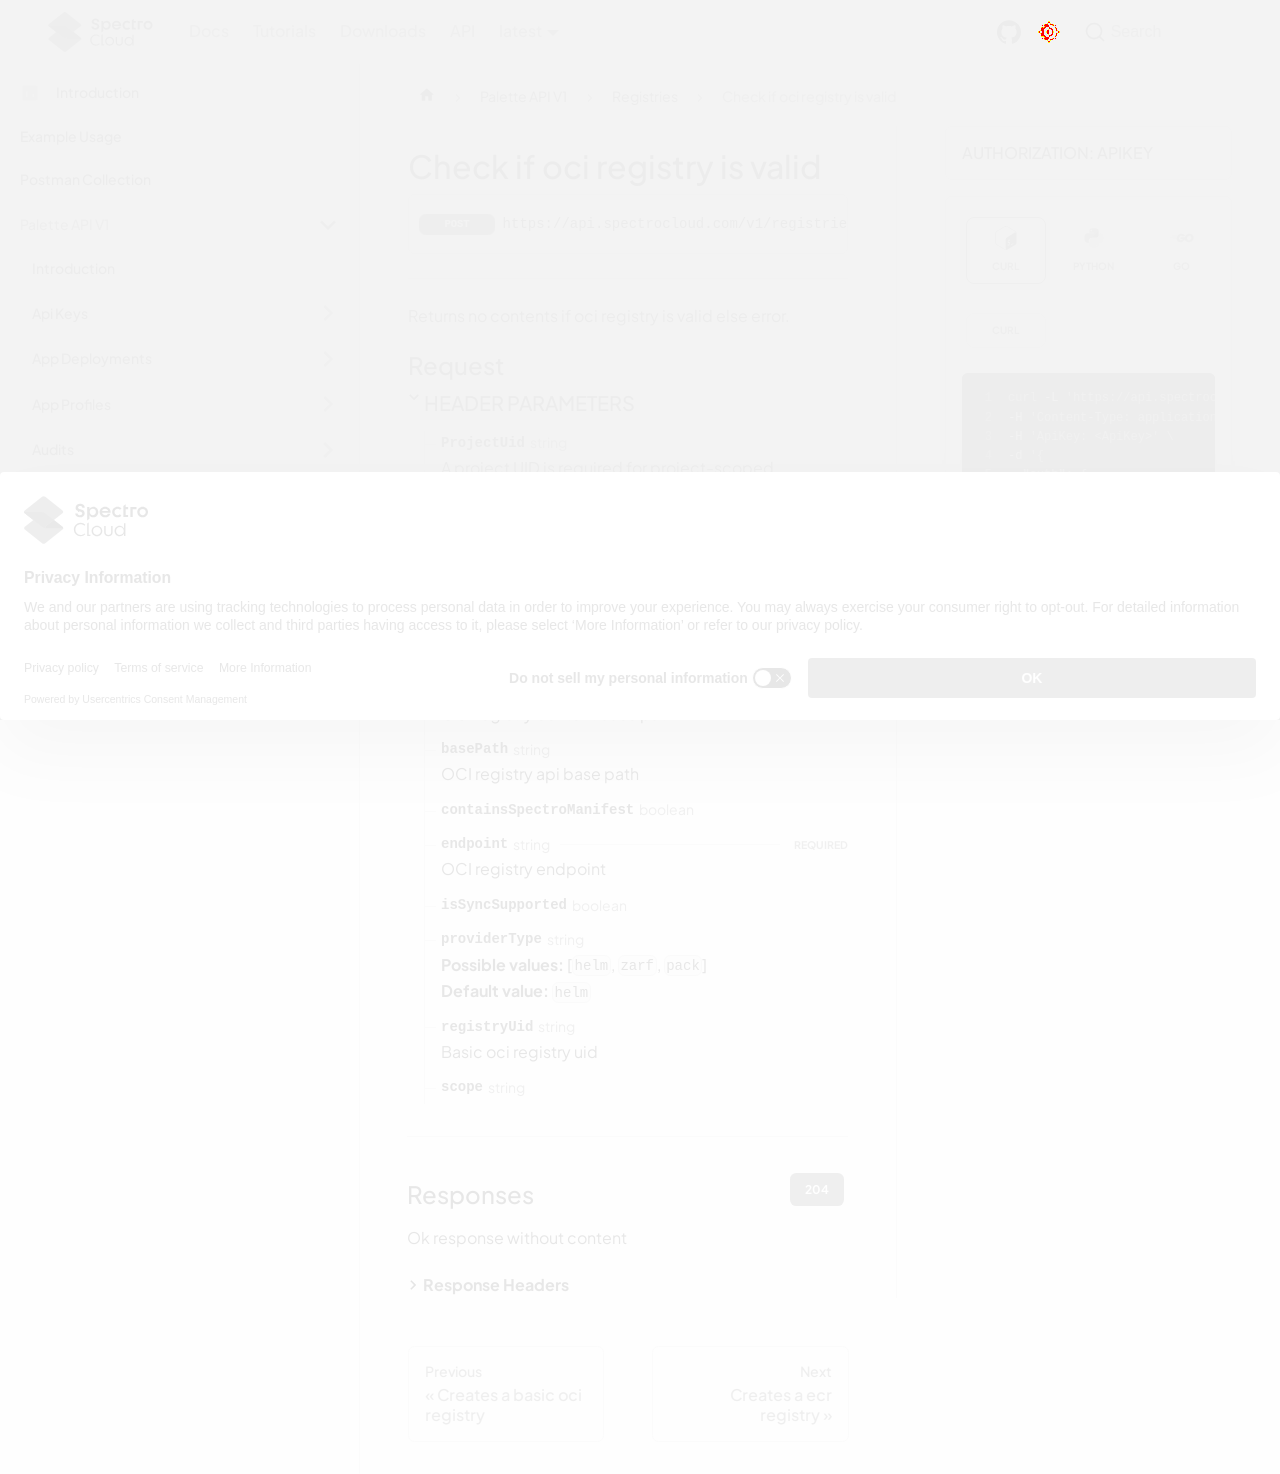 Spectro Cloud
Docs Tutorials Downloads API latest
Search
Introduction
Example Usage
Postman Collection
Palette API V1
Introduction
Api Keys
App Deployments
App Profiles
Audits
Palette API V1
Registries
Check if oci registry is valid
Check if oci registry is valid
POST https://api.spectrocloud.com/v1/registrie
Returns no contents if oci registry is valid else error
Request
HEADER PARAMETERS
ProjectUid string
A project UID is required for project-scoped
AUTHORIZATION: APIKEY
CURL PYTHON GO
CURL
Spectro Cloud
Privacy Information
We and our partners are using tracking technologies to process personal data in order to improve your experience. You may always exercise your consumer right to opt-out. For detailed information
about personal information we collect and third parties having access to it, please select 'More Information' or refer to our privacy policy.
Privacy policy Terms of service More Information
Do not sell my personal information
OK
Powered by Usercentrics Consent Management
basePath string
OCI registry api base path
containsSpectroManifest boolean
endpoint string REQUIRED
OCI registry endpoint
isSyncSupported boolean
providerType string
Possible values: [helm, zarf, pack]
Default value: helm
registryUid string
Basic oci registry uid
scope string
Responses
204
Ok response without content
Response Headers
Previous
« Creates a basic oci
registry
Next
Creates a ecr
registry »